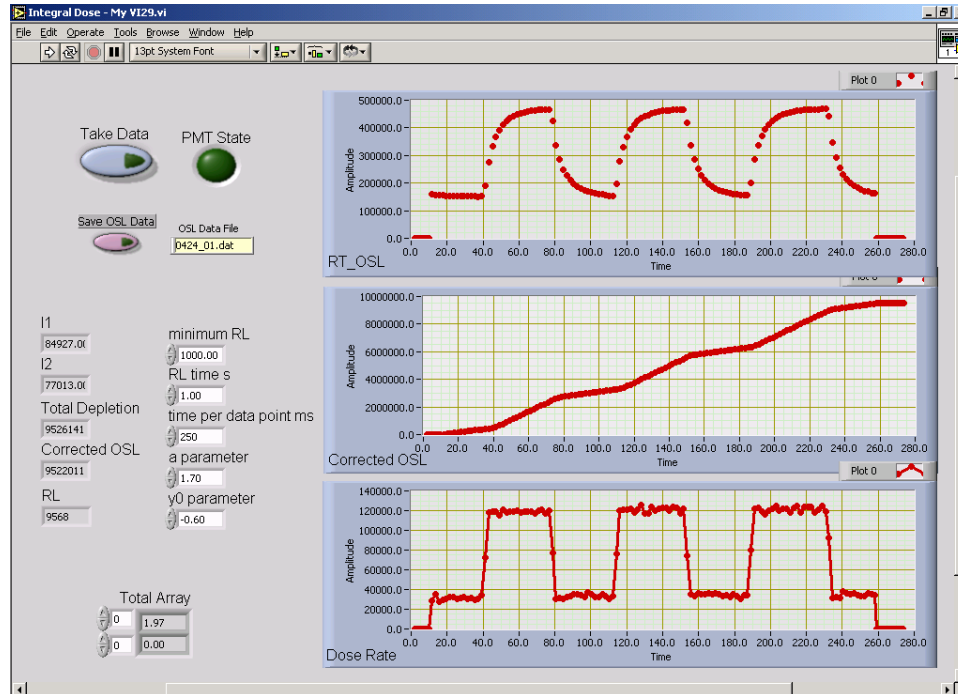 Integral Dose - My VI29.vi
File Edit Operate Tools Browse Window Help
13pt System Font
1
Take Data
PMT State
Save OSL Data
OSL Data File
0424_01.dat
I1
84927.0
I2
77013.0
Total Depletion
9526141
Corrected OSL
9522011
RL
9568
minimum RL
1000.00
RL time s
1.00
time per data point ms
250
a parameter
1.70
y0 parameter
-0.60
Total Array
0 1.97
0 0.00
Plot 0
500000.0
400000.0
300000.0
200000.0
100000.0
0.0
Amplitude
0.0 20.0 40.0 60.0 80.0 100.0 120.0 140.0 160.0 180.0 200.0 220.0 240.0 260.0 280.0
Time
RT_OSL
Plot 0
10000000.0
8000000.0
6000000.0
4000000.0
2000000.0
0.0
Amplitude
0.0 20.0 40.0 60.0 80.0 100.0 120.0 140.0 160.0 180.0 200.0 220.0 240.0 260.0 280.0
Time
Corrected OSL
Plot 0
140000.0
120000.0
100000.0
80000.0
60000.0
40000.0
20000.0
0.0
Amplitude
0.0 20.0 40.0 60.0 80.0 100.0 120.0 140.0 160.0 180.0 200.0 220.0 240.0 260.0 280.0
Time
Dose Rate